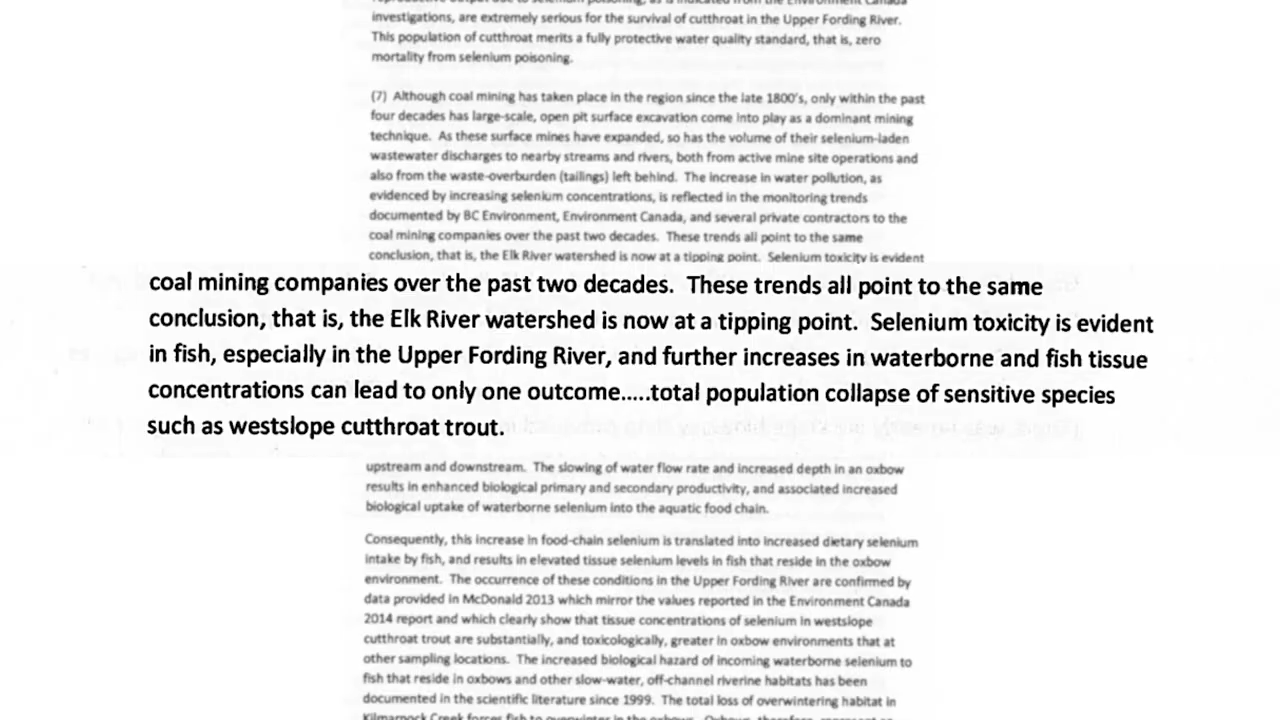 investigations, are extremely serious for the survival of cutthroat in the Upper Fording River.
This population of cutthroat merits a fully protective water quality standard, that is, zero
mortality from selenium poisoning.
(7) Although coal mining has taken place in the region since the late 1800's, only within the past
four decades has large-scale, open pit surface excavation come into play as a dominant mining
technique. As these surface mines have expanded, so has the volume of their selenium-laden
wastewater discharges to nearby streams and rivers, both from active mine site operations and
also from the waste-overburden (tailings) left behind. The increase in water pollution, as
evidenced by increasing selenium concentrations, is reflected in the monitoring trends
documented by BC Environment, Environment Canada, and several private contractors to the
coal mining companies over the past two decades. These trends all point to the same
conclusion, that is, the Elk River watershed is now at a tipping point. Selenium toxicity is evident
coal mining companies over the past two decades. These trends all point to the same
conclusion, that is, the Elk River watershed is now at a tipping point. Selenium toxicity is evident
in fish, especially in the Upper Fording River, and further increases in waterborne and fish tissue
concentrations can lead to only one outcome.....total population collapse of sensitive species
such as westslope cutthroat trout.
upstream and downstream. The slowing of water flow rate and increased depth in an oxbow
results in enhanced biological primary and secondary productivity, and associated increased
biological uptake of waterborne selenium into the aquatic food chain.
Consequently, this increase in food-chain selenium is translated into increased dietary selenium
intake by fish, and results in elevated tissue selenium levels in fish that reside in the oxbow
environment. The occurrence of these conditions in the Upper Fording River are confirmed by
data provided in McDonald 2013 which mirror the values reported in the Environment Canada
2014 report and which clearly show that tissue concentrations of selenium in westslope
cutthroat trout are substantially, and toxicologically, greater in oxbow environments that at
other sampling locations. The increased biological hazard of incoming waterborne selenium to
fish that reside in oxbows and other slow-water, off-channel riverine habitats has been
documented in the scientific literature since 1999. The total loss of overwintering habitat in
Kilmarnock Creek forces fish to overwinter in the oxbows.